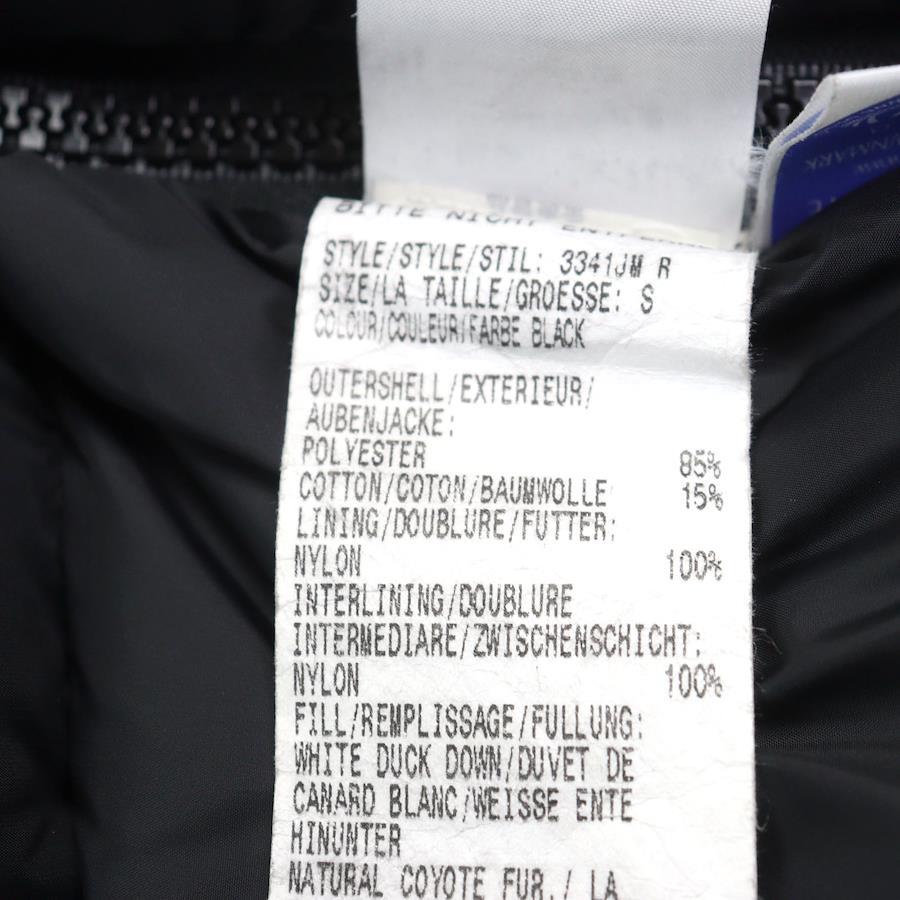 BITTE NICHT
STYLE/STYLE/STIL: 3341JM R
SIZE/LA TAILLE/GROESSE: S
COLOUR/COULEUR/FARBE BLACK
OUTERSHELL/EXTERIEUR/
AUBENJACKE:
POLYESTER 85%
COTTON/COTON/BAUMWOLLE 15%
LINING/DOUBLURE/FUTTER:
NYLON 100%
INTERLINING/DOUBLURE
INTERMEDIARE/ZWISCHENSCHICHT:
NYLON 100%
FILL/REMPLISSAGE/FULLUNG:
WHITE DUCK DOWN/DUVET DE
CANARD BLANC/WEISSE ENTE
HINUNTER
NATURAL COYOTE FUR./ LA